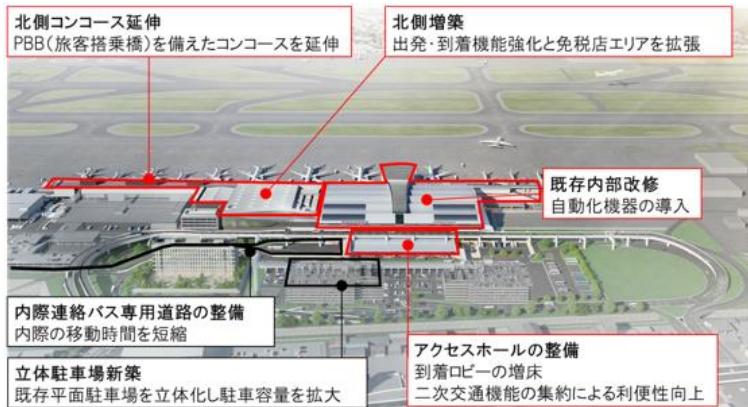 北側コンコース延伸
PBB(旅客搭乗橋)を備えたコンコースを延伸
北側増築
出発・到着機能強化と免税店エリアを拡張
既存内部改修
自動化機器の導入
内際連絡バス専用道路の整備
内際の移動時間を短縮
立体駐車場新築
既存平面駐車場を立体化し駐車容量を拡大
アクセスホールの整備
到着ロビーの増床
二次交通機能の集約による利便性向上